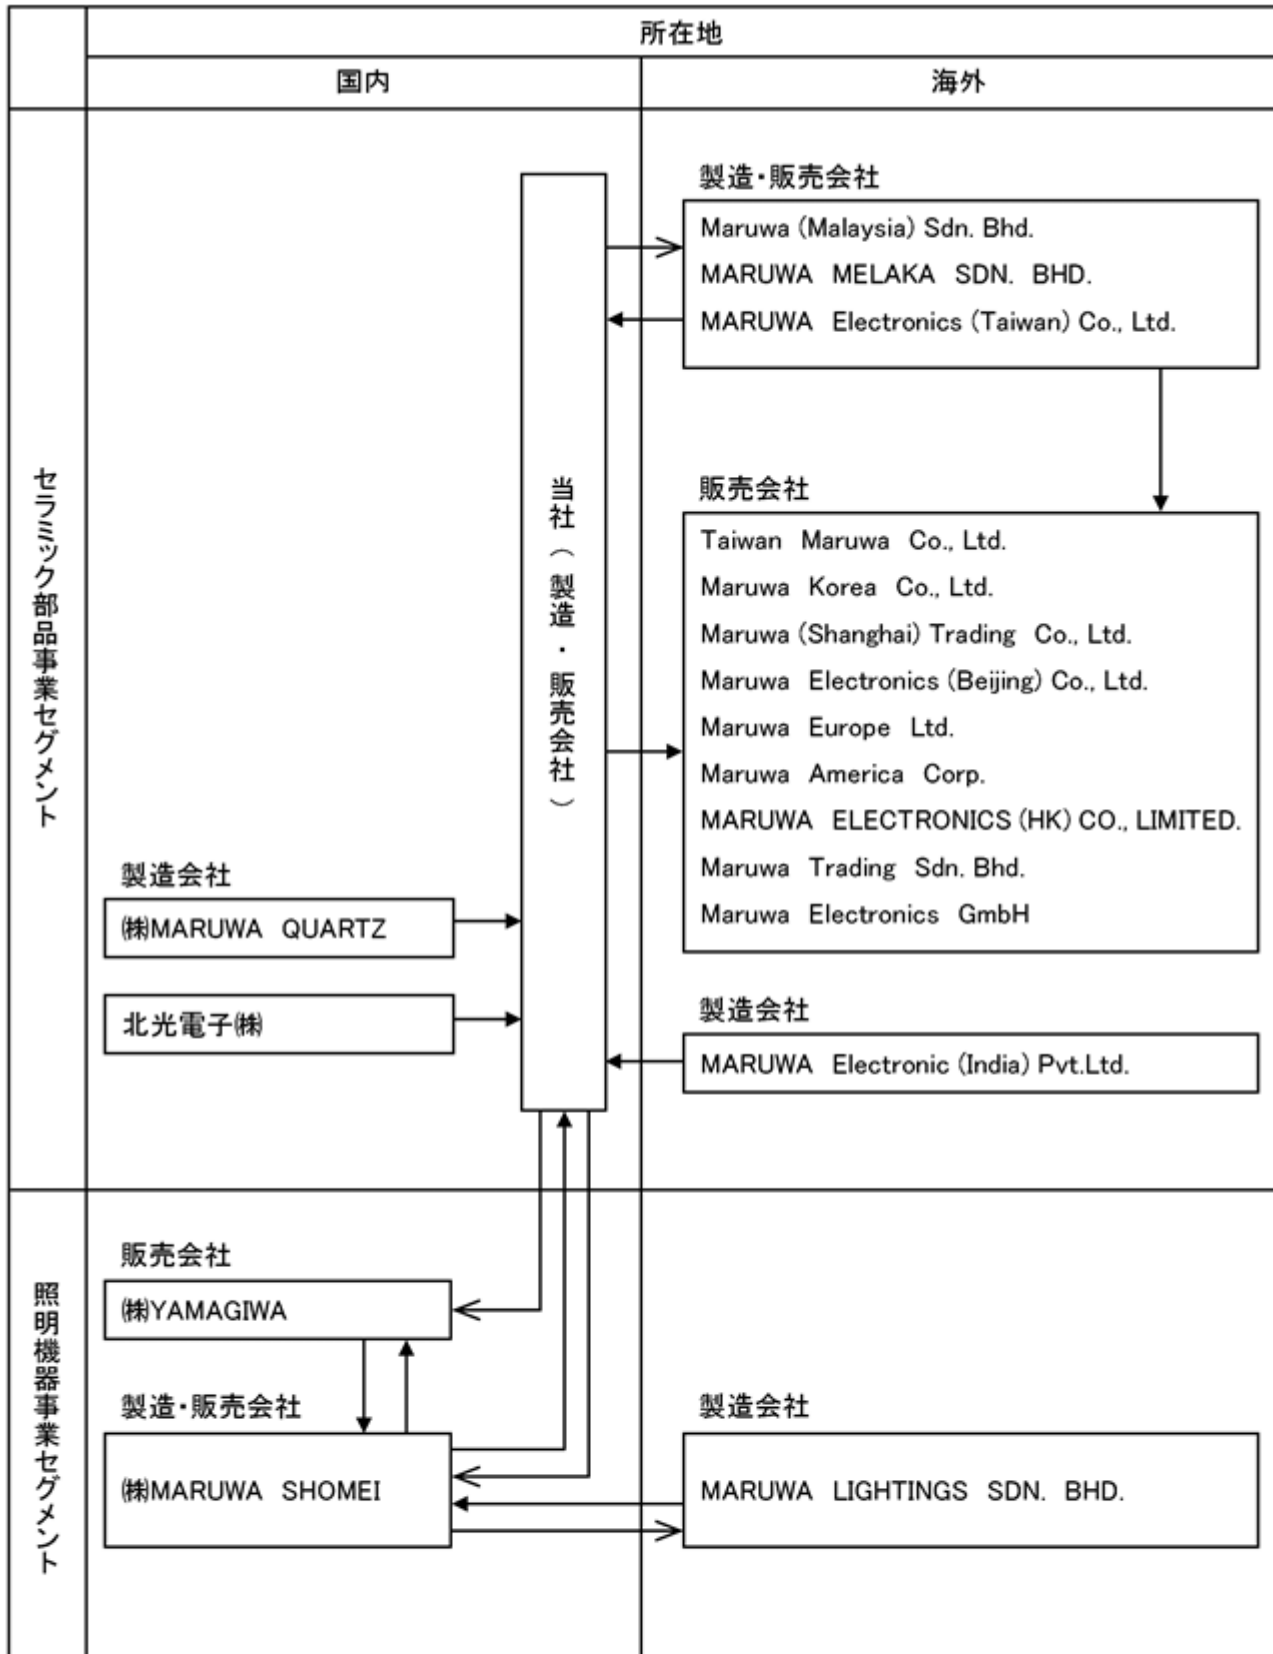 所在地
国内
海外
セラミック部品事業セグメント
当社(製造・販売会社)
製造・販売会社
Maruwa (Malaysia) Sdn. Bhd.
MARUWA MELAKA SDN. BHD.
MARUWA Electronics (Taiwan) Co., Ltd.
販売会社
Taiwan Maruwa Co., Ltd.
Maruwa Korea Co., Ltd.
Maruwa (Shanghai) Trading Co., Ltd.
Maruwa Electronics (Beijing) Co., Ltd.
Maruwa Europe Ltd.
Maruwa America Corp.
MARUWA ELECTRONICS (HK) CO., LIMITED.
Maruwa Trading Sdn. Bhd.
Maruwa Electronics GmbH
製造会社
㈱MARUWA QUARTZ
北光電子㈱
製造会社
MARUWA Electronic (India) Pvt.Ltd.
照明機器事業セグメント
販売会社
㈱YAMAGIWA
製造・販売会社
㈱MARUWA SHOMEI
製造会社
MARUWA LIGHTINGS SDN. BHD.